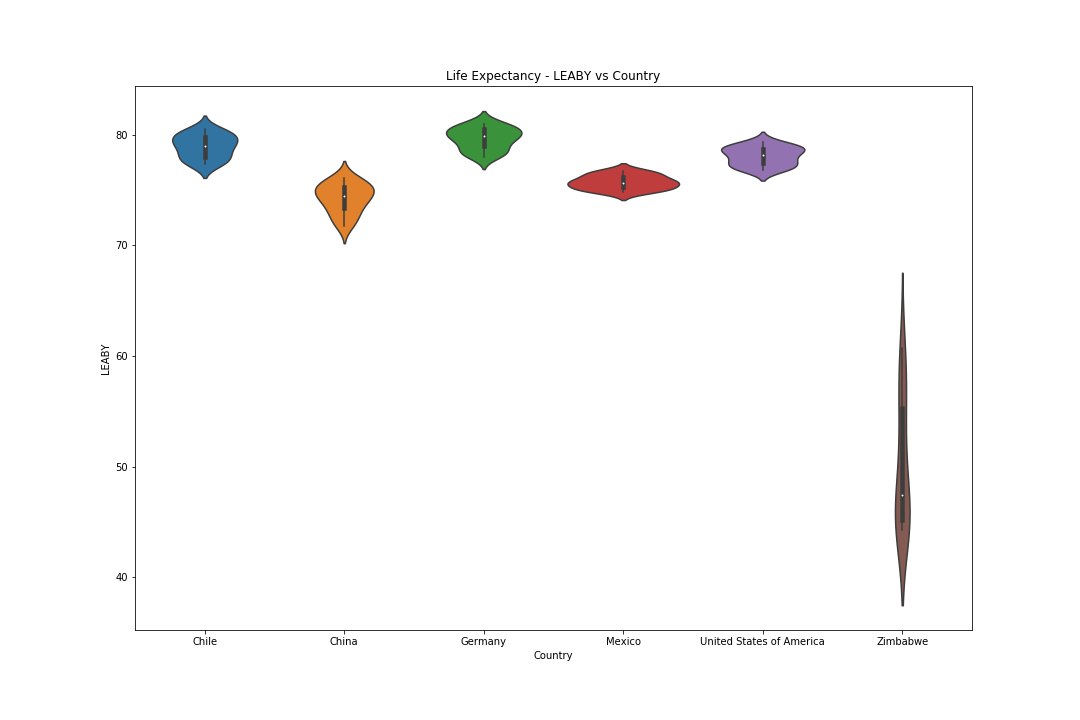 Life Expectancy - LEABY vs Country
80
70
60
50
40
LEABY
Chile
China
Germany
Mexico
United States of America
Zimbabwe
Country